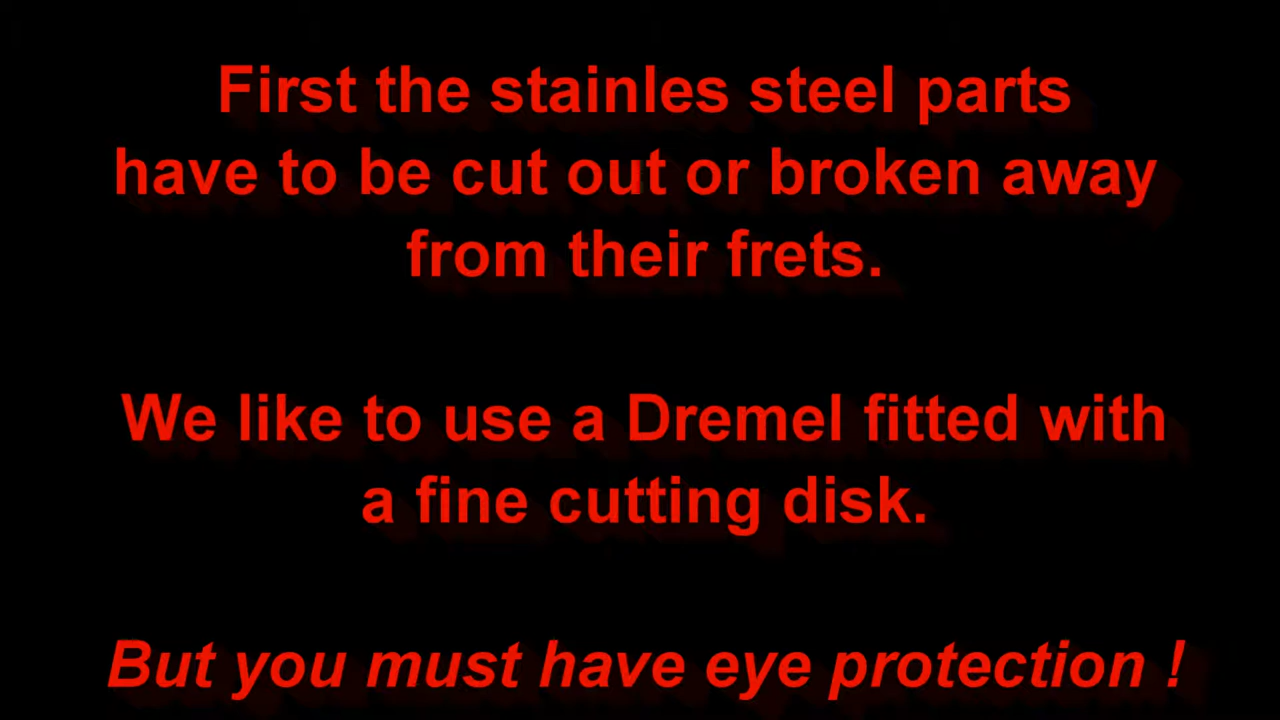 First the stainles steel parts
have to be cut out or broken away
from their frets.
We like to use a Dremel fitted with
a fine cutting disk.
But you must have eye protection !